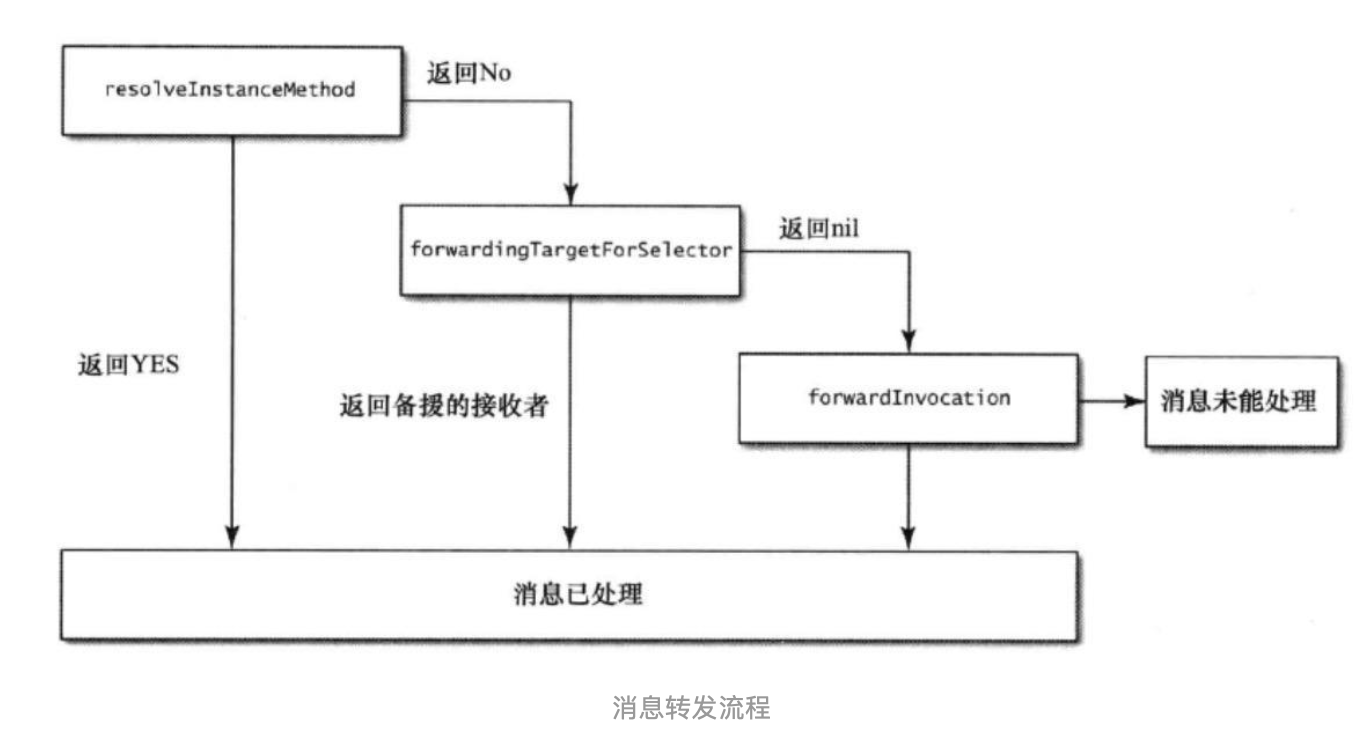 返回No
resolveInstanceMethod
返回nil
forwardingTargetForSelector
返回YES
返回备援的接收者
forwardInvocation
消息未能处理
消息已处理
消息转发流程